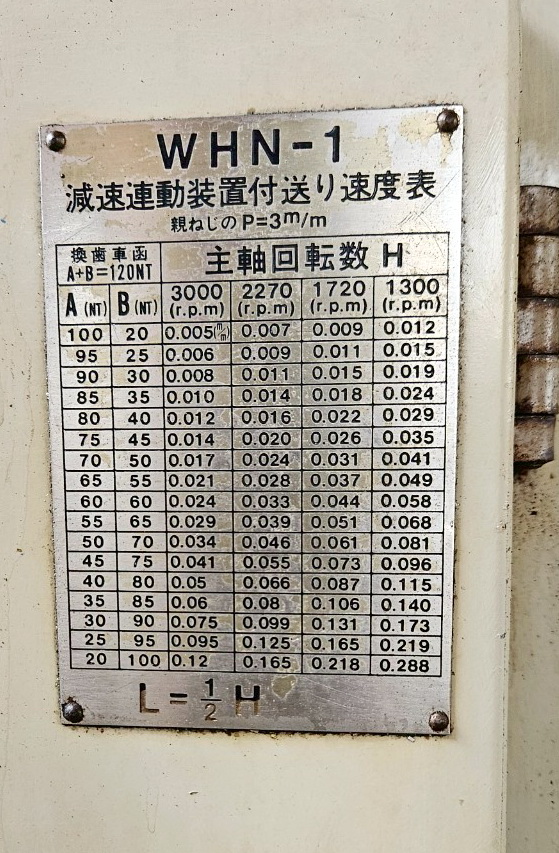 WHN-1
減速連動装置付送り速度表
親ねじのP=3m/m
換歯車函 主軸回転数 H
A+B=120NT
A (NT) B (NT) 3000 (r.p.m) 2270 (r.p.m) 1720 (r.p.m) 1300 (r.p.m)
100 20 0.005(m/m) 0.007 0.009 0.012
95 25 0.006 0.009 0.011 0.015
90 30 0.008 0.011 0.015 0.019
85 35 0.010 0.014 0.018 0.024
80 40 0.012 0.016 0.022 0.029
75 45 0.014 0.020 0.026 0.035
70 50 0.017 0.024 0.031 0.041
65 55 0.021 0.028 0.037 0.049
60 60 0.024 0.033 0.044 0.058
55 65 0.029 0.039 0.051 0.068
50 70 0.034 0.046 0.061 0.081
45 75 0.041 0.055 0.073 0.096
40 80 0.05 0.066 0.087 0.115
35 85 0.06 0.08 0.106 0.140
30 90 0.075 0.099 0.131 0.173
25 95 0.095 0.125 0.165 0.219
20 100 0.12 0.165 0.218 0.288
L=1/2 H